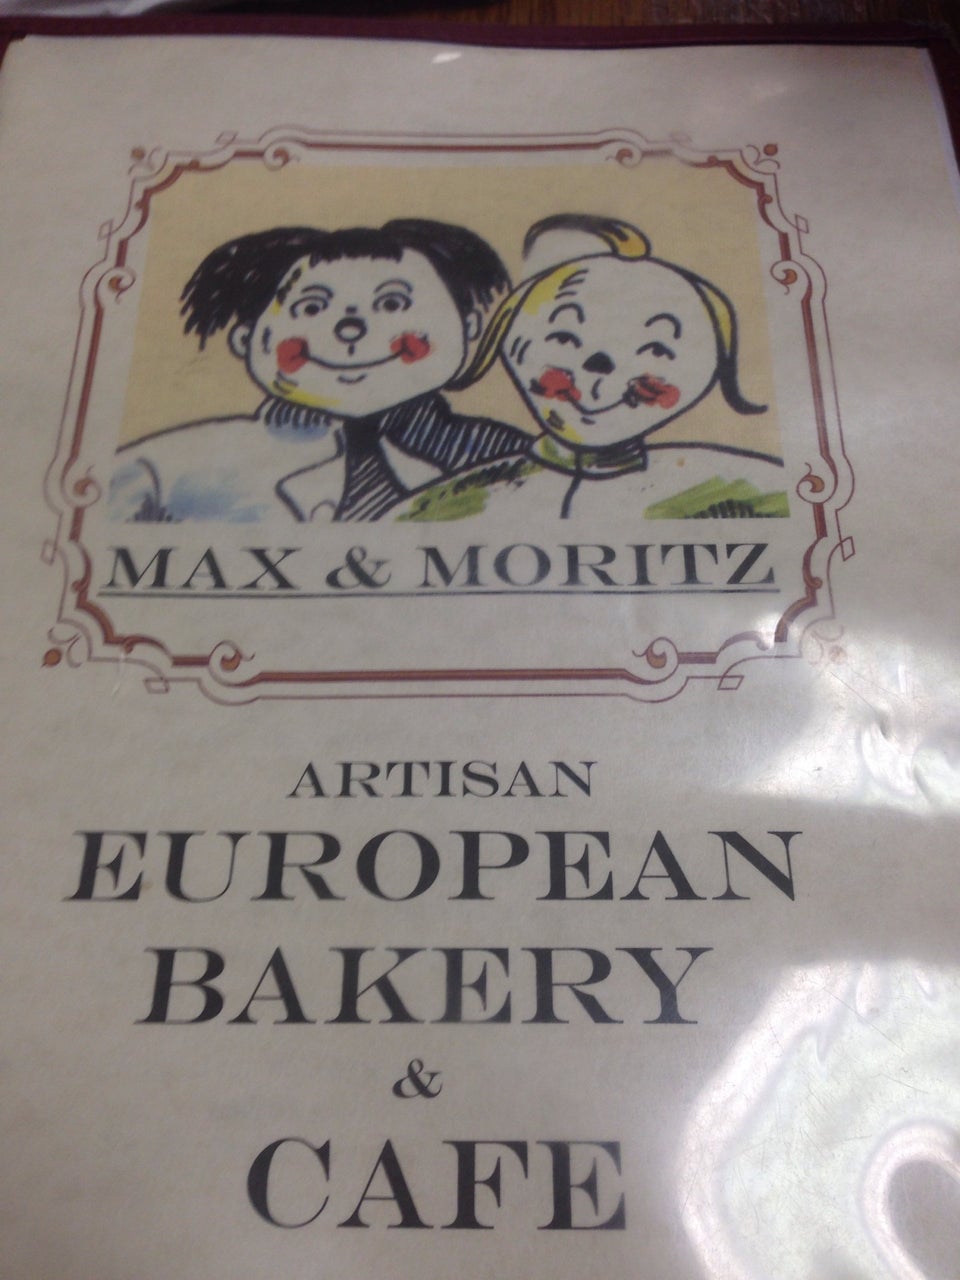 MAX & MORITZ
ARTISAN
EUROPEAN
BAKERY
&
CAFE